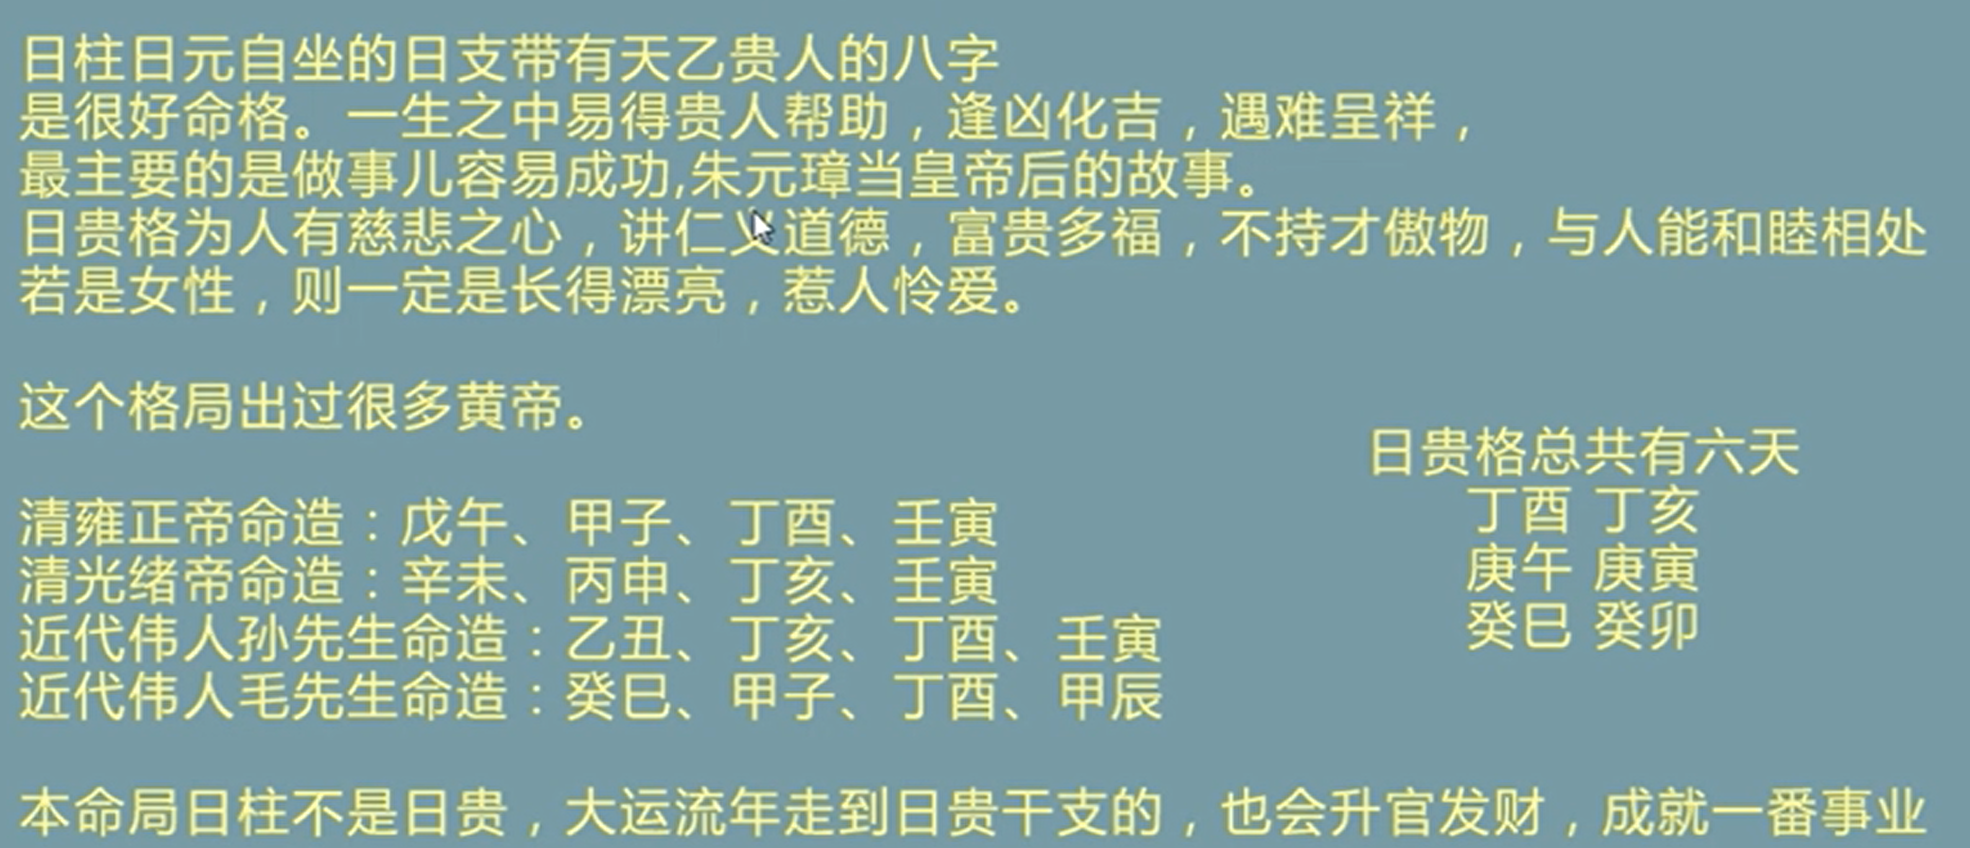 日柱日元自坐的日支带有天乙贵人的八字
是很好命格。一生之中易得贵人帮助，逢凶化吉，遇难呈祥，
最主要的是做事儿容易成功,朱元璋当皇帝后的故事。
日贵格为人有慈悲之心，讲仁义道德，富贵多福，不持才傲物，与人能和睦相处
若是女性，则一定是长得漂亮，惹人怜爱。
这个格局出过很多黄帝。
日贵格总共有六天
丁酉 丁亥
庚午 庚寅
癸巳 癸卯
清雍正帝命造：戊午、甲子、丁酉、壬寅
清光绪帝命造：辛未、丙申、丁亥、壬寅
近代伟人孙先生命造：乙丑、丁亥、丁酉、壬寅
近代伟人毛先生命造：癸巳、甲子、丁酉、甲辰
本命局日柱不是日贵，大运流年走到日贵干支的，也会升官发财，成就一番事业